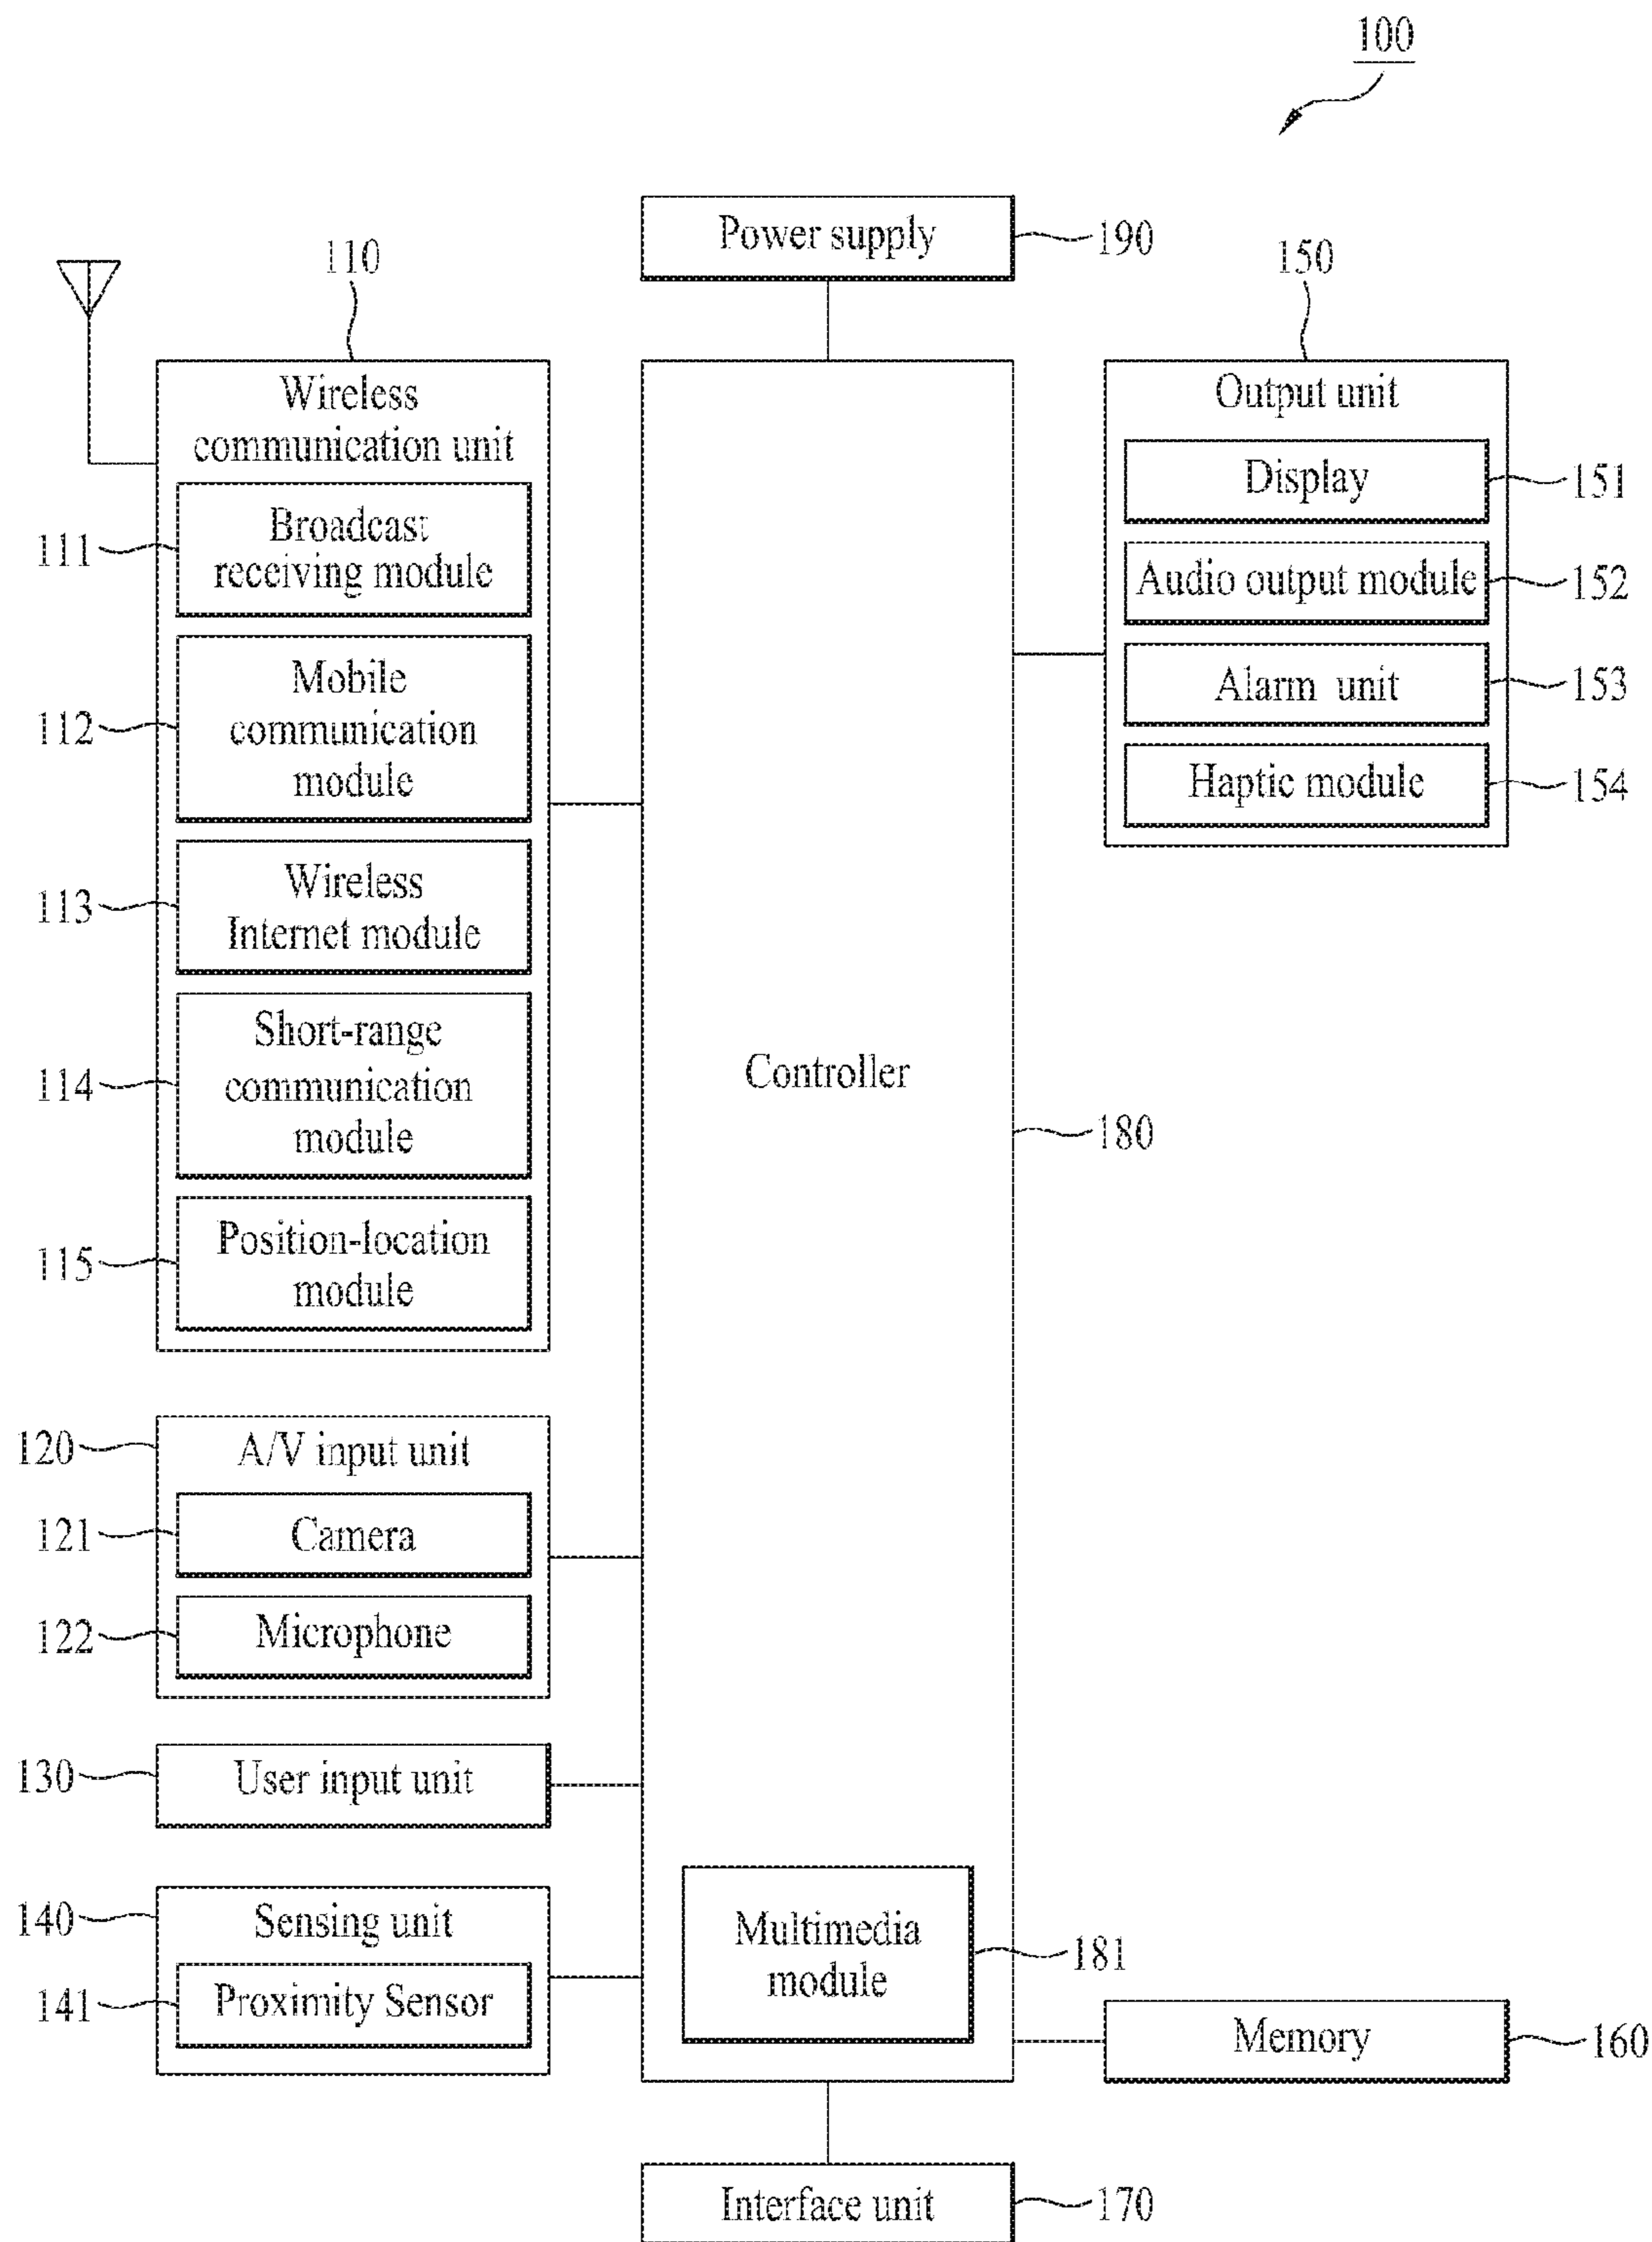 100
Power supply
190
110
150
Wireless
communication unit
Broadcast
receiving module
111
Mobile
communication
module
112
Wireless
Internet module
113
Short-range
communication
module
114
Position-location
module
115
Output unit
Display
151
Audio output module
152
Alarm unit
153
Haptic module
154
Controller
180
120
A/V input unit
121
Camera
122
Microphone
130
User input unit
140
Sensing unit
141
Proximity Sensor
Multimedia
module
181
Memory
160
Interface unit
170